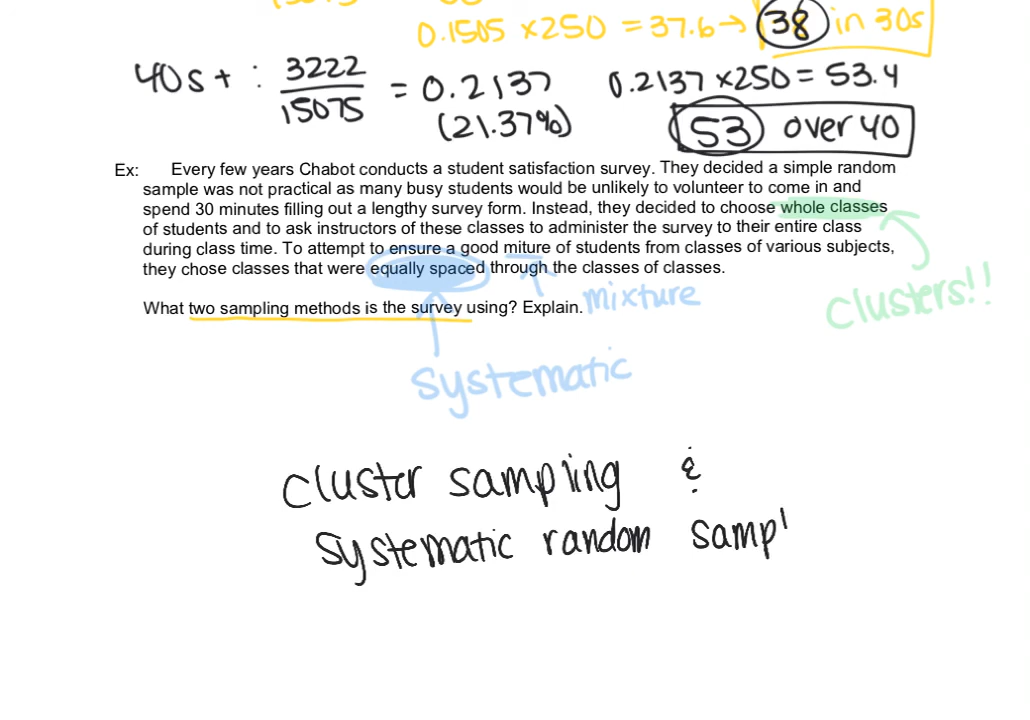 0.1505 x250 = 37.6 → 38 in 30s
40s+ : 3222/15075 = 0.2137 0.2137 x250 = 53.4
(21.37%) 53 over 40
Ex: Every few years Chabot conducts a student satisfaction survey. They decided a simple random
sample was not practical as many busy students would be unlikely to volunteer to come in and
spend 30 minutes filling out a lengthy survey form. Instead, they decided to choose whole classes
of students and to ask instructors of these classes to administer the survey to their entire class
during class time. To attempt to ensure a good miture of students from classes of various subjects,
they chose classes that were equally spaced through the classes of classes.
mixture
clusters!!
What two sampling methods is the survey using? Explain.
systematic
cluster sampling &
systematic random samp